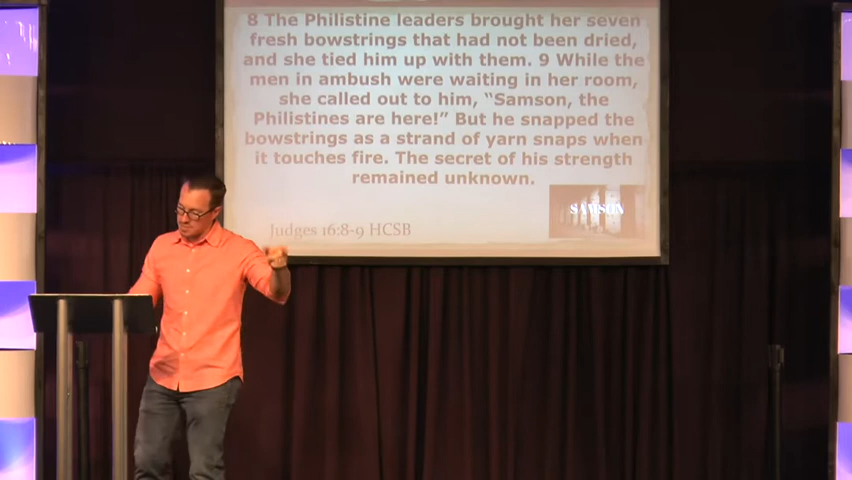 8 The Philistine leaders brought her seven
fresh bowstrings that had not been dried,
and she tied him up with them. 9 While the
men in ambush were waiting in her room,
she called out to him, “Samson, the
Philistines are here!” But he snapped the
bowstrings as a strand of yarn snaps when
it touches fire. The secret of his strength
remained unknown.
SAMSON
Judges 16:8-9 HCSB